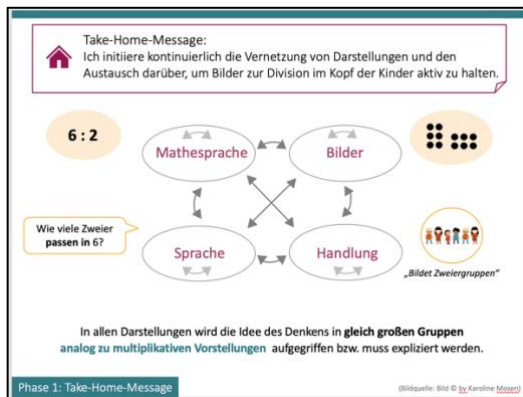 Take-Home-Message:
Ich initiiere kontinuierlich die Vernetzung von Darstellungen und den
Austausch darüber, um Bilder zur Division im Kopf der Kinder aktiv zu halten.
6 : 2
Mathesprache
Bilder
Wie viele Zweier
passen in 6?
Sprache
Handlung
„Bildet Zweiergruppen“
In allen Darstellungen wird die Idee des Denkens in gleich großen Gruppen
analog zu multiplikativen Vorstellungen aufgegriffen bzw. muss expliziert werden.
Phase 1: Take-Home-Message
(Bildquelle: Bild © by Karoline Mosen)